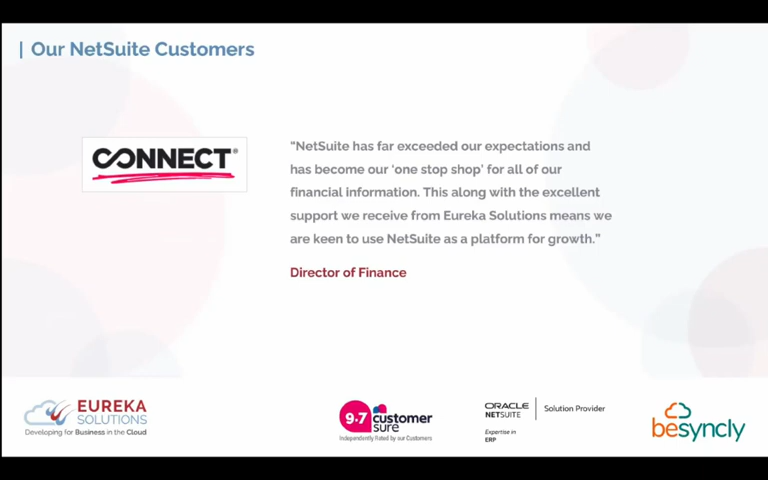 | Our NetSuite Customers
CONNECT®
"NetSuite has far exceeded our expectations and
has become our 'one stop shop' for all of our
financial information. This along with the excellent
support we receive from Eureka Solutions means we
are keen to use NetSuite as a platform for growth."
Director of Finance
EUREKA
SOLUTIONS
Developing for Business in the Cloud
9.7 customer
sure
Independently Rated by our Customers
ORACLE
NETSUITE
Solution Provider
Expertise in
ERP
besyncly